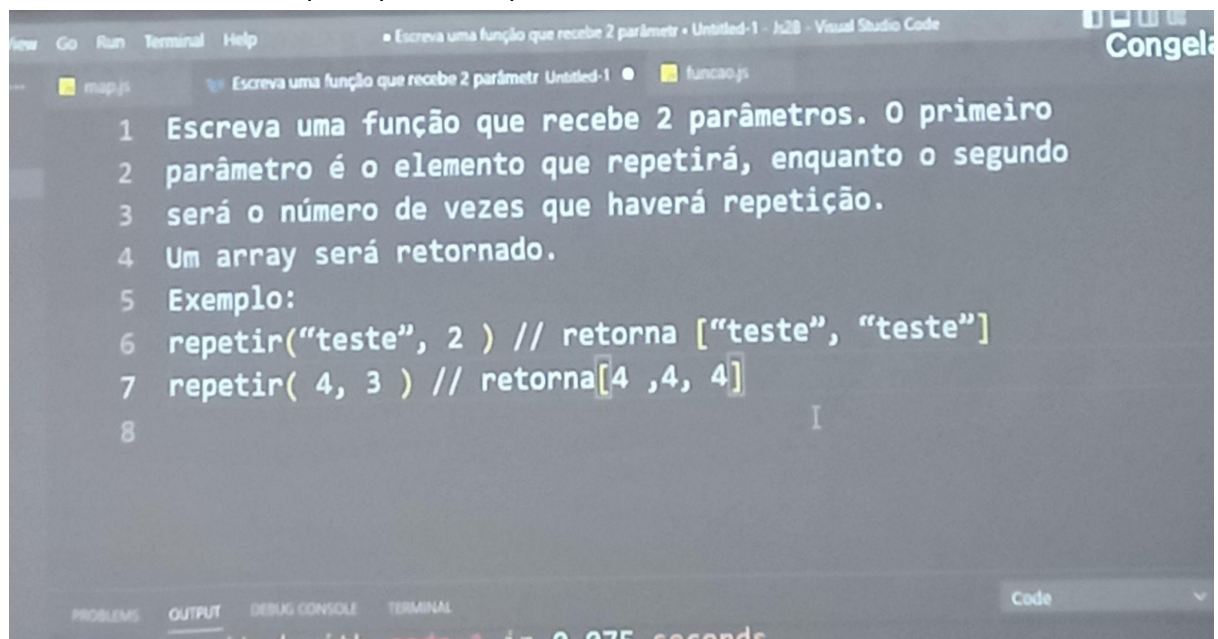 Go Run Terminal Help
● Escreva uma função que recebe 2 parâmetr • Untitled-1 - Js28 - Visual Studio Code
Congela
map.js
Escreva uma função que recebe 2 parâmetr Untitled-1 ●
funcao.js
1 Escreva uma função que recebe 2 parâmetros. O primeiro
2 parâmetro é o elemento que repetirá, enquanto o segundo
3 será o número de vezes que haverá repetição.
4 Um array será retornado.
5 Exemplo:
6 repetir(“teste”, 2 ) // retorna [“teste”, “teste”]
7 repetir( 4, 3 ) // retorna[4 ,4, 4]
8
PROBLEMS OUTPUT DEBUG CONSOLE TERMINAL
Code
in 0.075 seconds